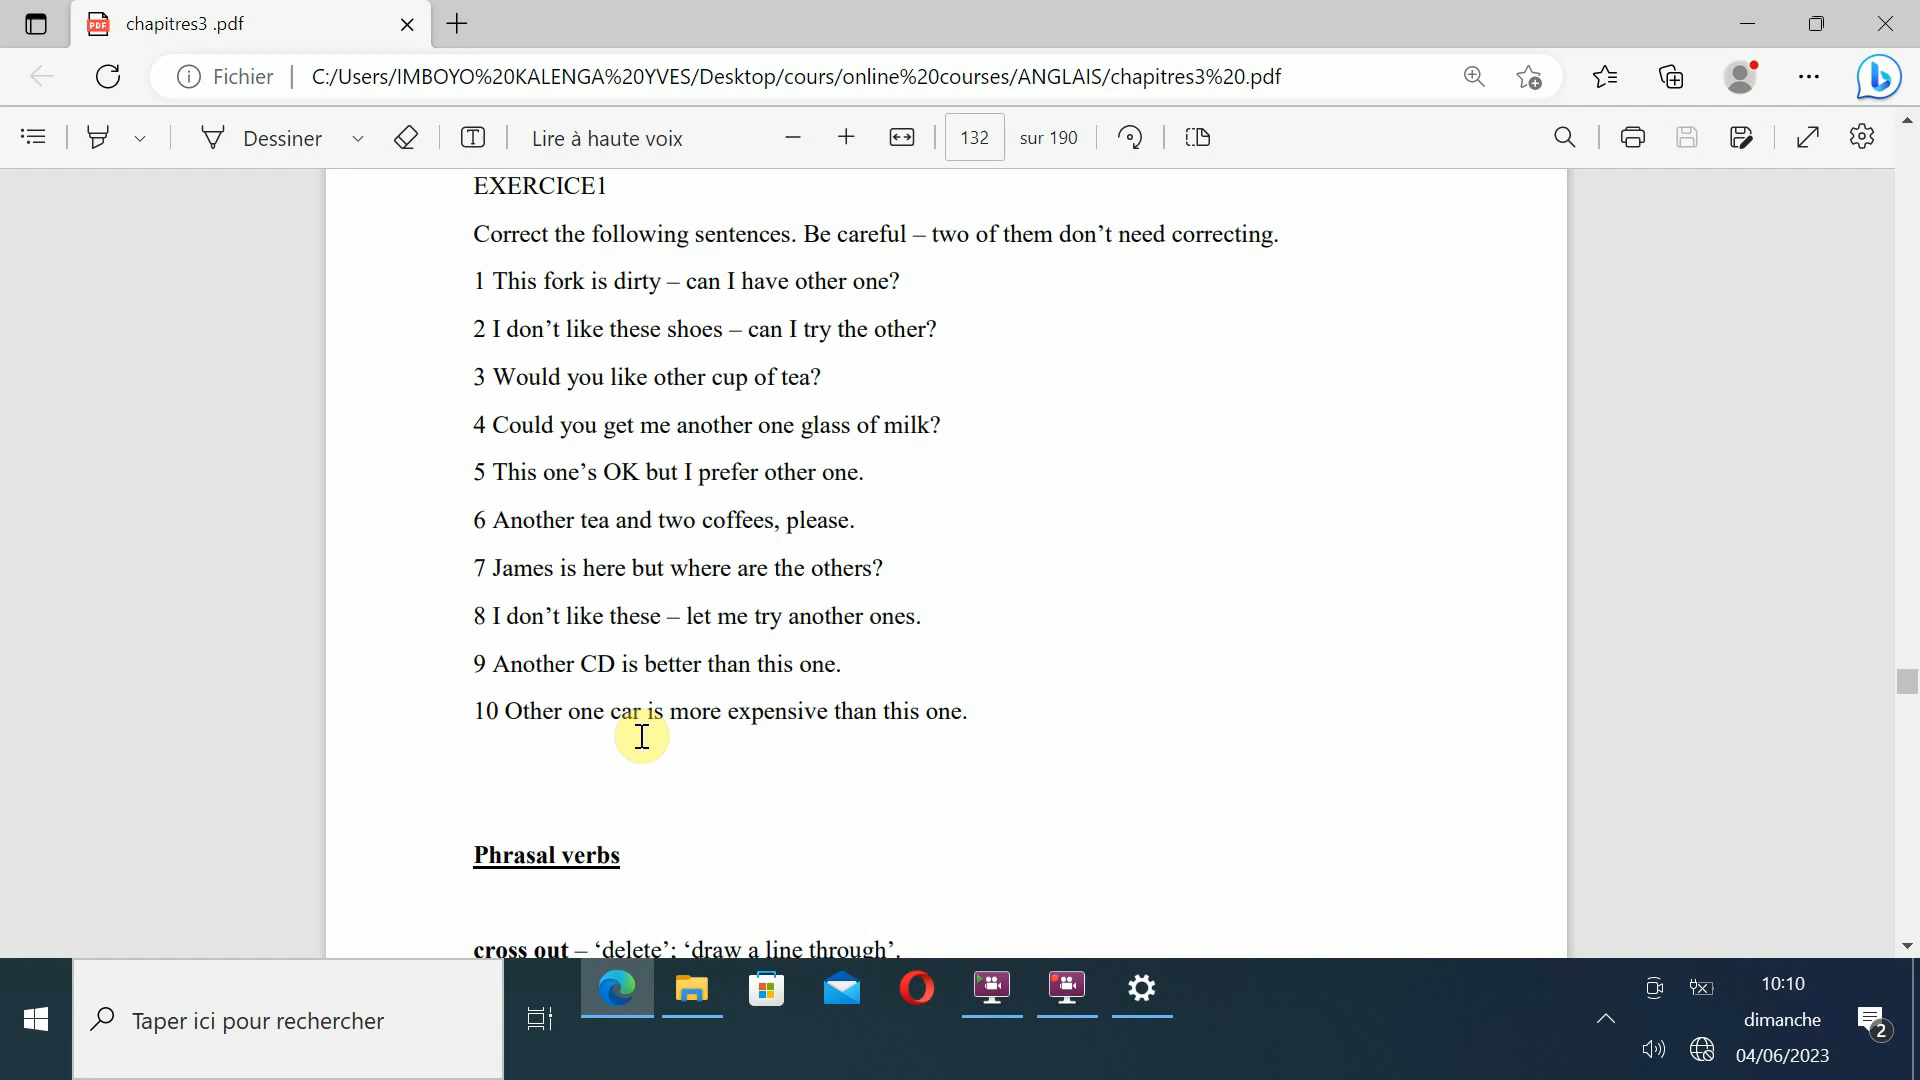 chapitres3 .pdf
Fichier
C:/Users/IMBOYO%20KALENGA%20YVES/Desktop/cours/online%20courses/ANGLAIS/chapitres3%20.pdf
Dessiner
Lire à haute voix
132 sur 190
EXERCICE1
Correct the following sentences. Be careful – two of them don’t need correcting.
1 This fork is dirty – can I have other one?
2 I don’t like these shoes – can I try the other?
3 Would you like other cup of tea?
4 Could you get me another one glass of milk?
5 This one’s OK but I prefer other one.
6 Another tea and two coffees, please.
7 James is here but where are the others?
8 I don’t like these – let me try another ones.
9 Another CD is better than this one.
10 Other one car is more expensive than this one.
Phrasal verbs
cross out – ‘delete’; ‘draw a line through’.
Taper ici pour rechercher
10:10
dimanche
04/06/2023
2